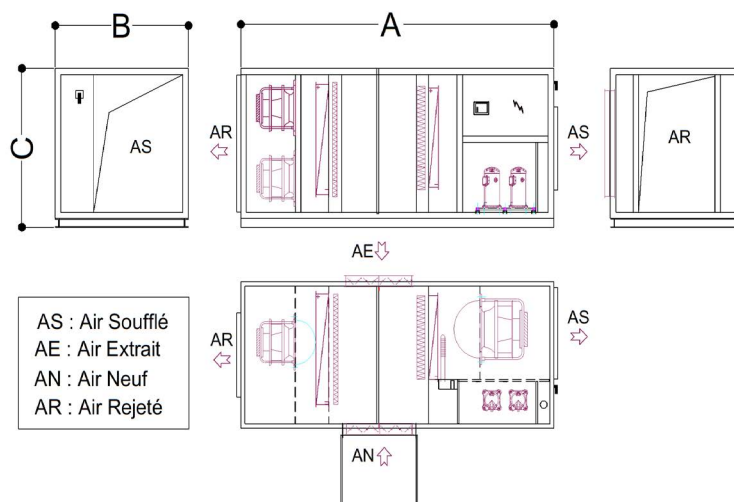 B
A
C
AS
AR
AS
AR
AE
AR
AS
AN
AS : Air Soufflé
AE : Air Extrait
AN : Air Neuf
AR : Air Rejeté